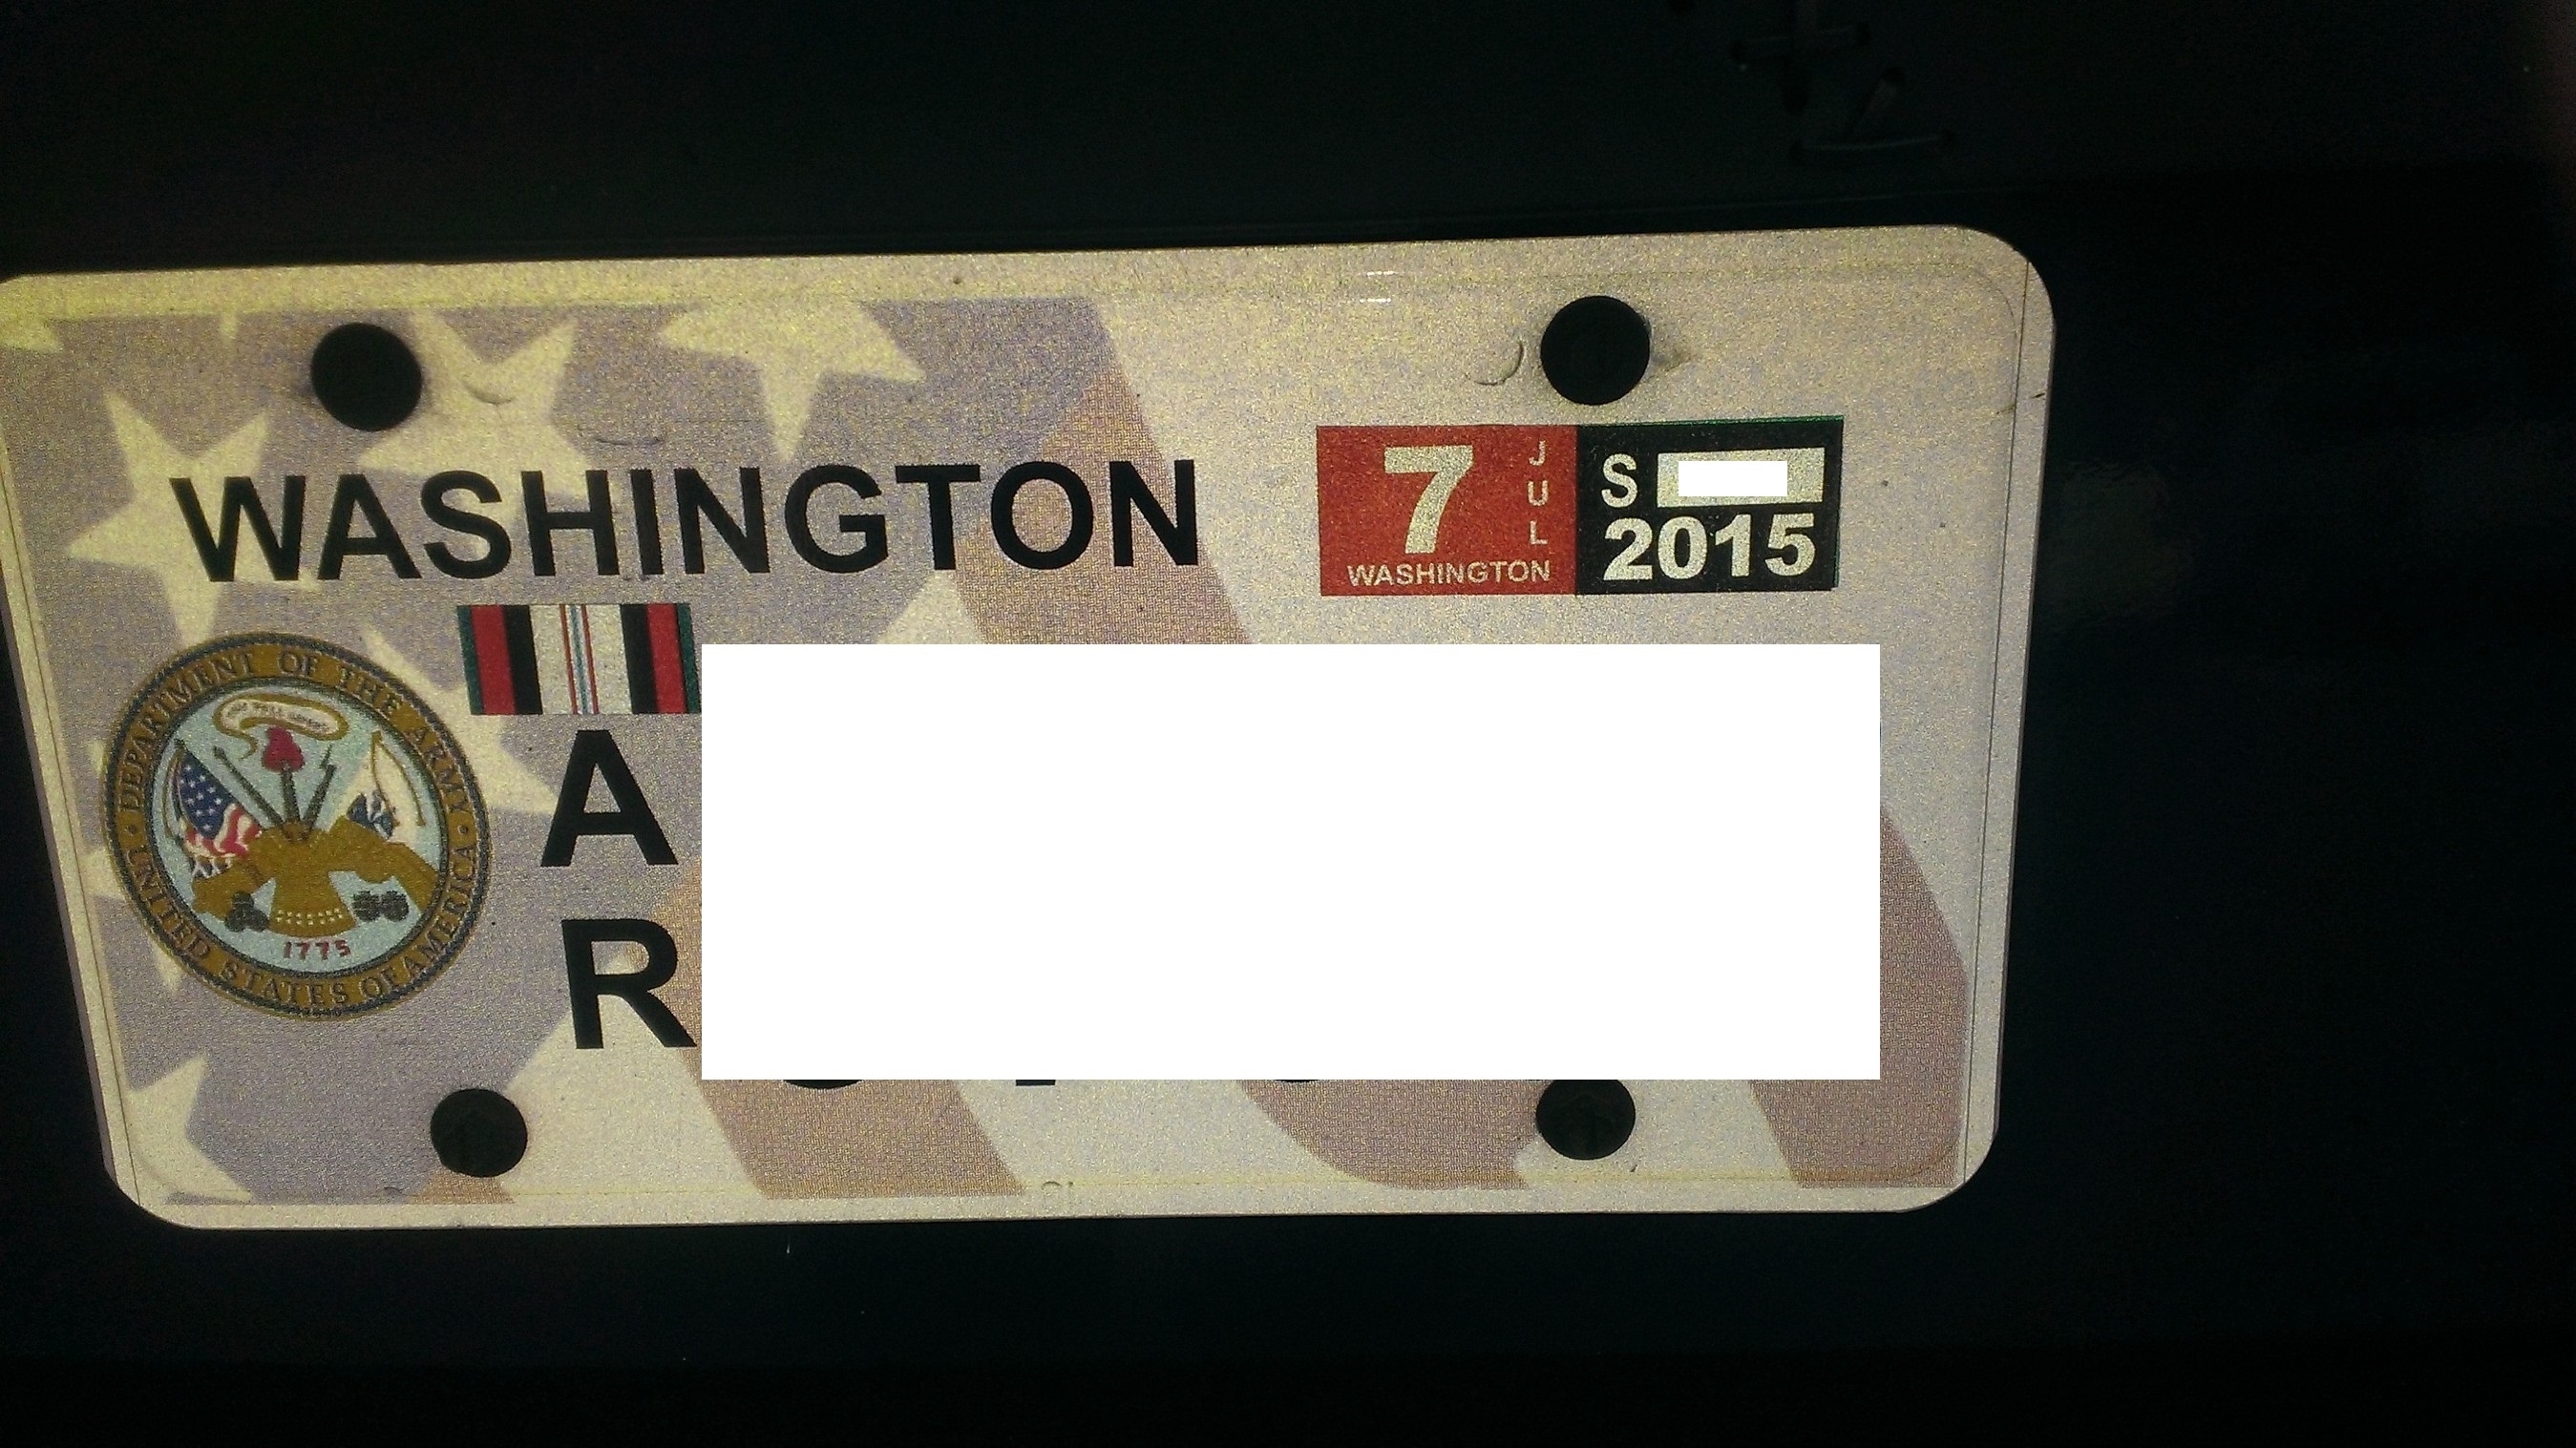 WASHINGTON
7
JUL
WASHINGTON
S
2015
DEPARTMENT OF THE ARMY
UNITED STATES OF AMERICA
1775
A
R